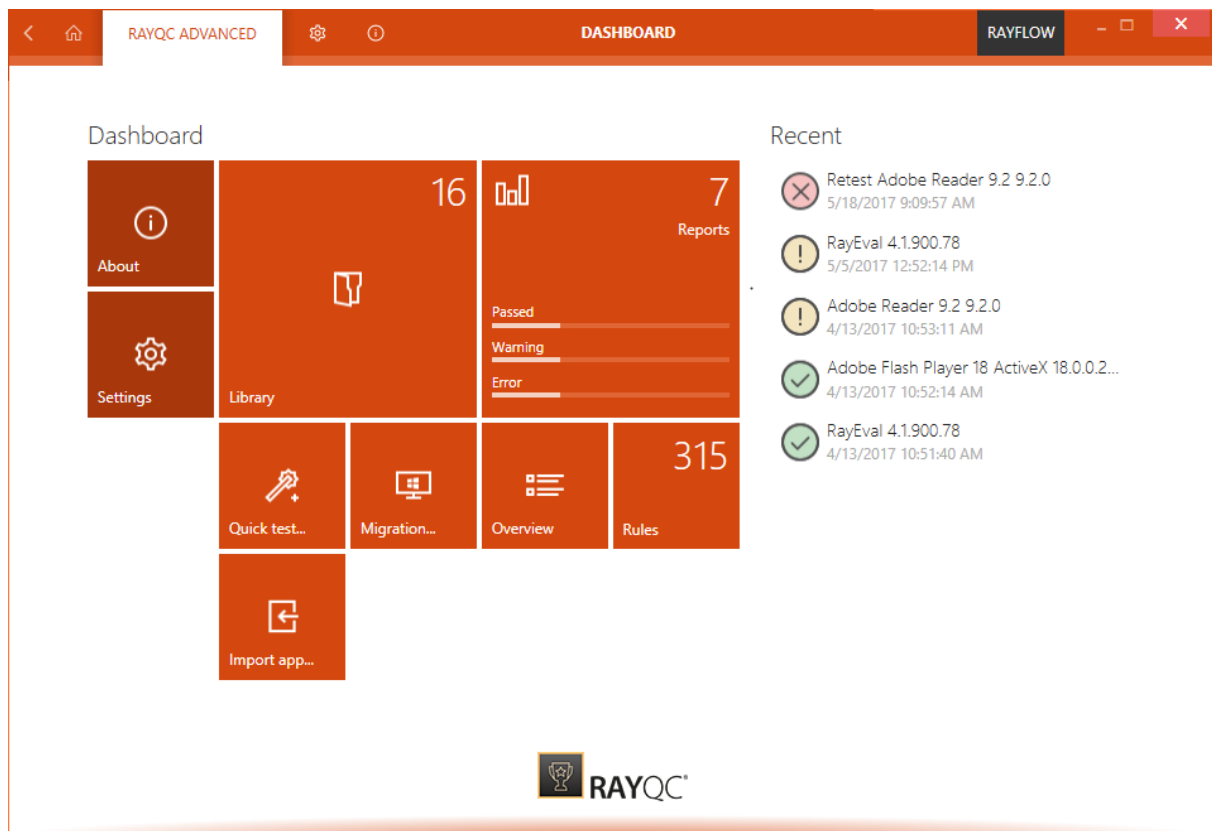 RAYQC ADVANCED
DASHBOARD
RAYFLOW
Dashboard
About
Settings
16
Library
7
Reports
Passed
Warning
Error
Quick test...
Migration...
Overview
315
Rules
Import app...
Recent
Retest Adobe Reader 9.2 9.2.0
5/18/2017 9:09:57 AM
RayEval 4.1.900.78
5/5/2017 12:52:14 PM
Adobe Reader 9.2 9.2.0
4/13/2017 10:53:11 AM
Adobe Flash Player 18 ActiveX 18.0.0.2...
4/13/2017 10:52:14 AM
RayEval 4.1.900.78
4/13/2017 10:51:40 AM
RAYQC®